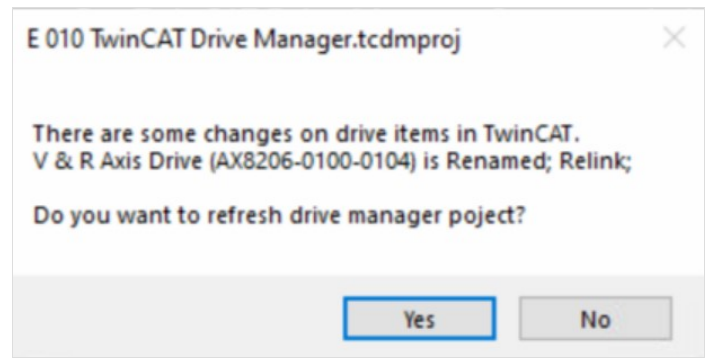 E 010 TwinCAT Drive Manager.tcdmproj
There are some changes on drive items in TwinCAT.
V & R Axis Drive (AX8206-0100-0104) is Renamed; Relink;
Do you want to refresh drive manager poject?
Yes No